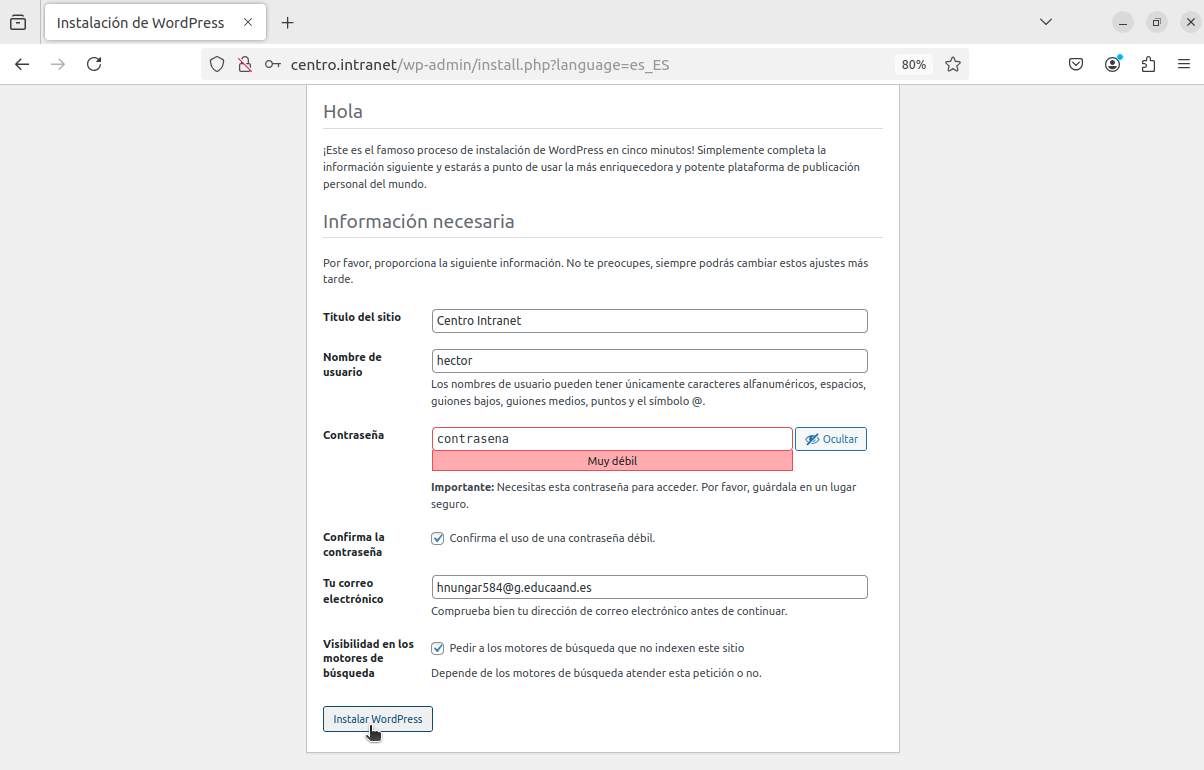 Instalación de WordPress
centro.intranet/wp-admin/install.php?language=es_ES
80%
Hola
¡Este es el famoso proceso de instalación de WordPress en cinco minutos! Simplemente completa la
información siguiente y estarás a punto de usar la más enriquecedora y potente plataforma de publicación
personal del mundo.
Información necesaria
Por favor, proporciona la siguiente información. No te preocupes, siempre podrás cambiar estos ajustes más
tarde.
Título del sitio
Centro Intranet
Nombre de
usuario
hector
Los nombres de usuario pueden tener únicamente caracteres alfanuméricos, espacios,
guiones bajos, guiones medios, puntos y el símbolo @.
Contraseña
contrasena
Ocultar
Muy débil
Importante: Necesitas esta contraseña para acceder. Por favor, guárdala en un lugar
seguro.
Confirma la
contraseña
Confirma el uso de una contraseña débil.
Tu correo
electrónico
hnungar584@g.educaand.es
Comprueba bien tu dirección de correo electrónico antes de continuar.
Visibilidad en los
motores de
búsqueda
Pedir a los motores de búsqueda que no indexen este sitio
Depende de los motores de búsqueda atender esta petición o no.
Instalar WordPress